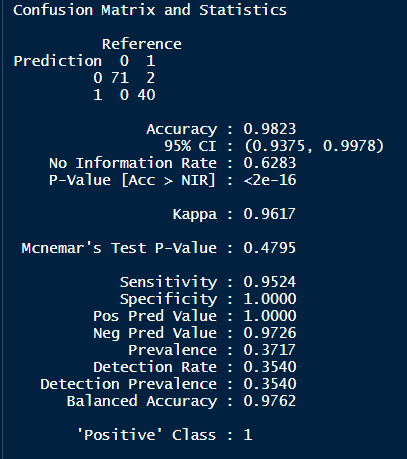 Confusion Matrix and Statistics
Reference
Prediction 0 1
0 71 2
1 0 40
Accuracy : 0.9823
95% CI : (0.9375, 0.9978)
No Information Rate : 0.6283
P-Value [Acc > NIR] : <2e-16
Kappa : 0.9617
Mcnemar's Test P-Value : 0.4795
Sensitivity : 0.9524
Specificity : 1.0000
Pos Pred Value : 1.0000
Neg Pred Value : 0.9726
Prevalence : 0.3717
Detection Rate : 0.3540
Detection Prevalence : 0.3540
Balanced Accuracy : 0.9762
'Positive' Class : 1